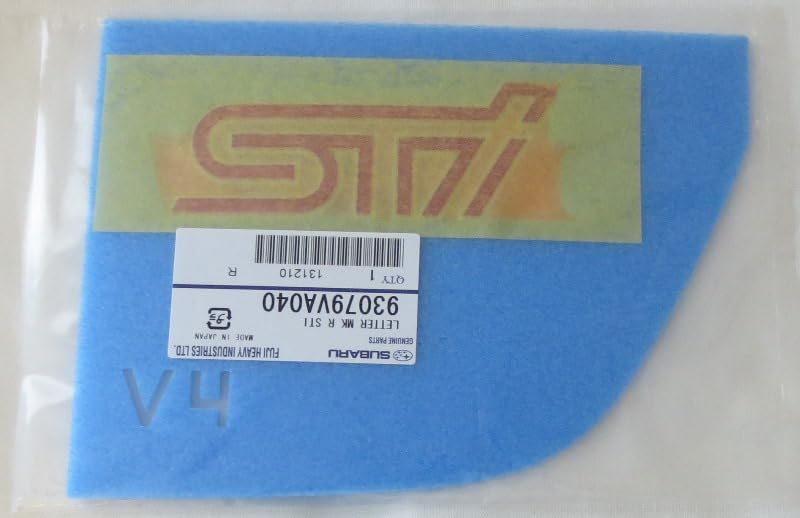 STi
SUBARU
GENUINE PARTS
FUJI HEAVY INDUSTRIES LTD.
LETTER MK R STI
MADE IN JAPAN
93079VA040
QTY 1
131210
R
V4